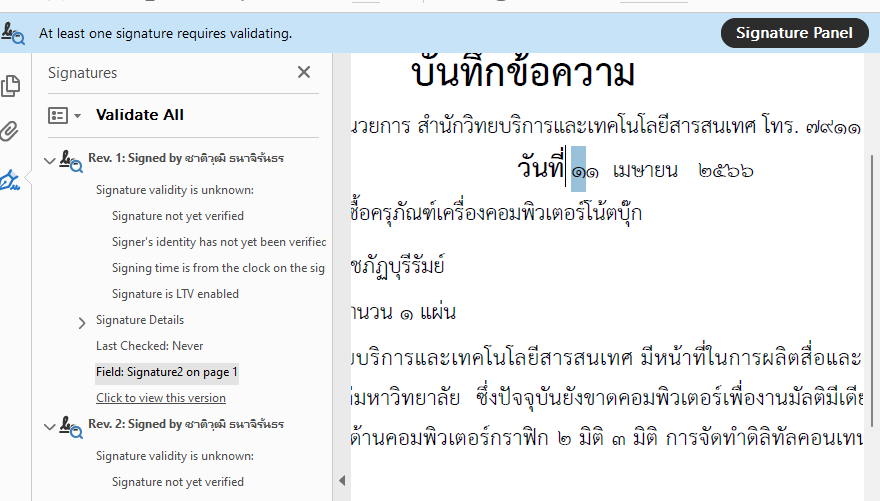 At least one signature requires validating.
Signature Panel
Signatures
Validate All
Rev. 1: Signed by ชาติวุฒิ ธนาจิรันธร
Signature validity is unknown:
Signature not yet verified
Signer's identity has not yet been verified
Signing time is from the clock on the sig
Signature is LTV enabled
Signature Details
Last Checked: Never
Field: Signature2 on page 1
Click to view this version
Rev. 2: Signed by ชาติวุฒิ ธนาจิรันธร
Signature validity is unknown:
Signature not yet verified
บันทึกข้อความ
นวยการ สำนักวิทยบริการและเทคโนโลยีสารสนเทศ โทร. ๗๙๑๑
วันที่ ๑๑ เมษายน ๒๕๖๖
ซื้อครุภัณฑ์เครื่องคอมพิวเตอร์โน้ตบุ๊ก
ชภัฏบุรีรัมย์
านวน ๑ แผ่น
ยบริการและเทคโนโลยีสารสนเทศ มีหน้าที่ในการผลิตสื่อและ
มหาวิทยาลัย ซึ่งปัจจุบันยังขาดคอมพิวเตอร์เพื่องานมัลติมีเดีย
ด้านคอมพิวเตอร์กราฟิก ๒ มิติ ๓ มิติ การจัดทำดิลิทัลคอนเทน